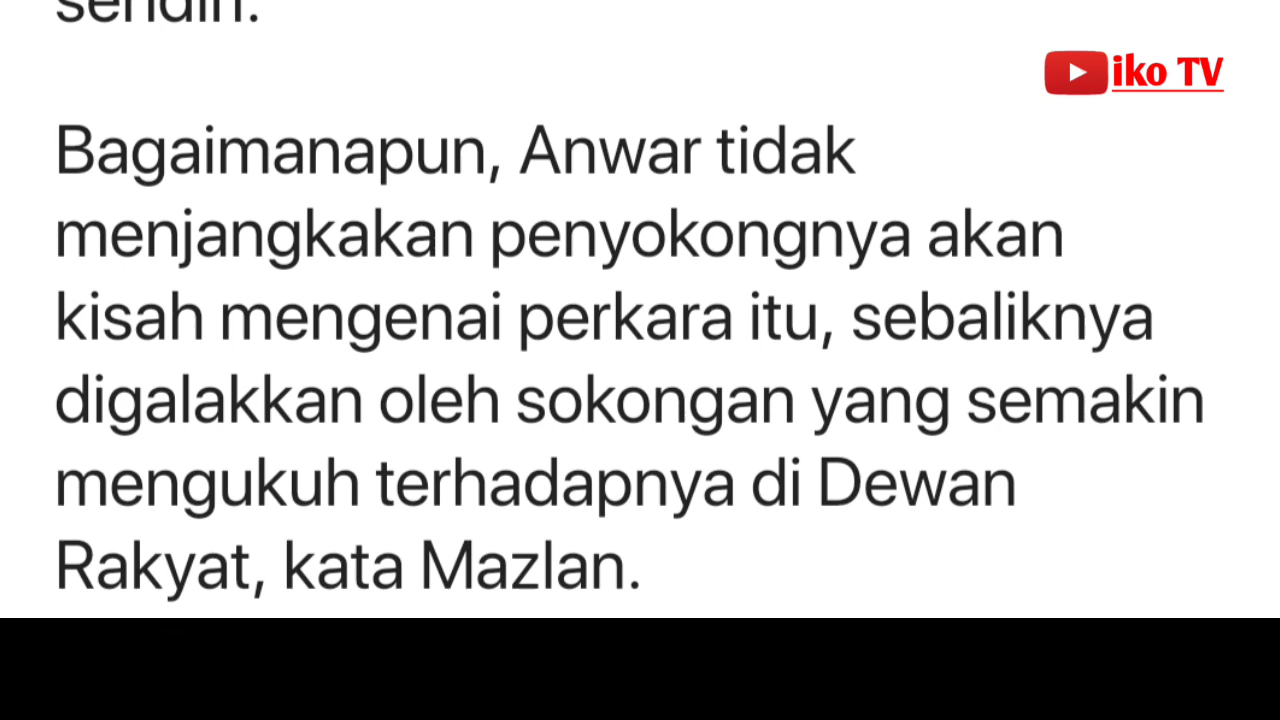 sendiri.
iko TV
Bagaimanapun, Anwar tidak
menjangkakan penyokongnya akan
kisah mengenai perkara itu, sebaliknya
digalakkan oleh sokongan yang semakin
mengukuh terhadapnya di Dewan
Rakyat, kata Mazlan.